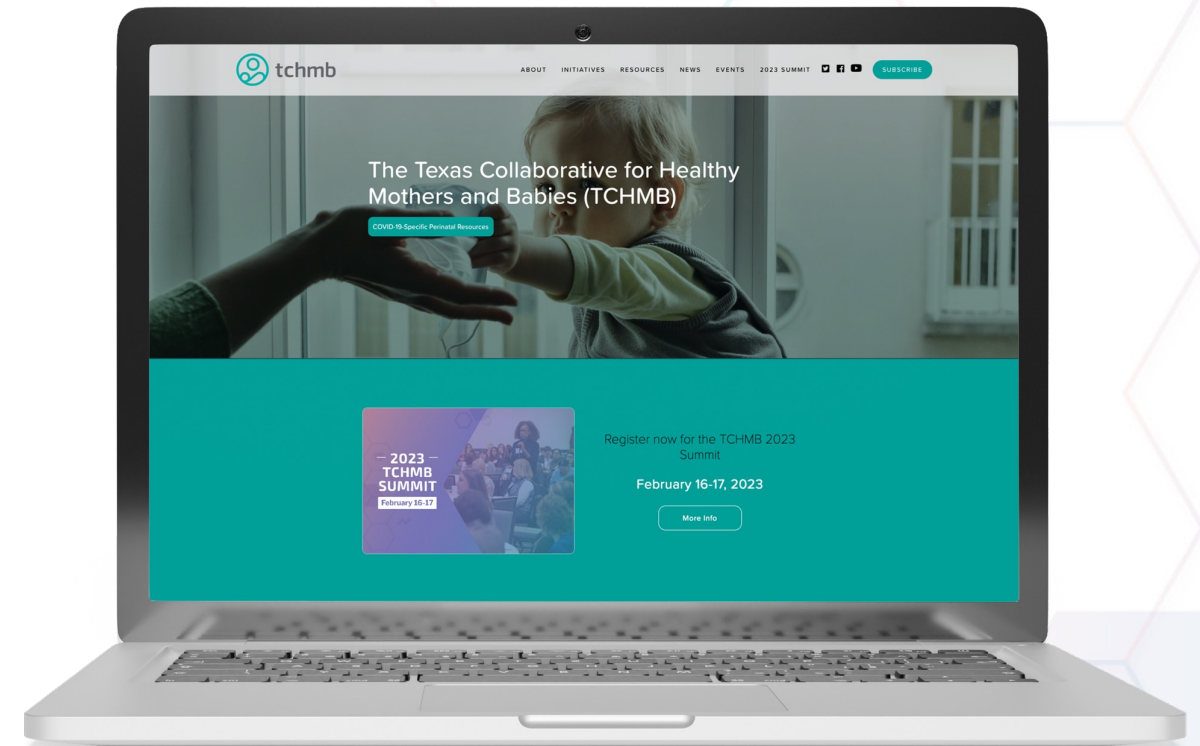 tchmb
ABOUT INITIATIVES RESOURCES NEWS EVENTS 2023 SUMMIT SUBSCRIBE
The Texas Collaborative for Healthy
Mothers and Babies (TCHMB)
COVID-19-Specific Perinatal Resources
— 2023 —
TCHMB
SUMMIT
February 16-17
Register now for the TCHMB 2023
Summit
February 16-17, 2023
More Info